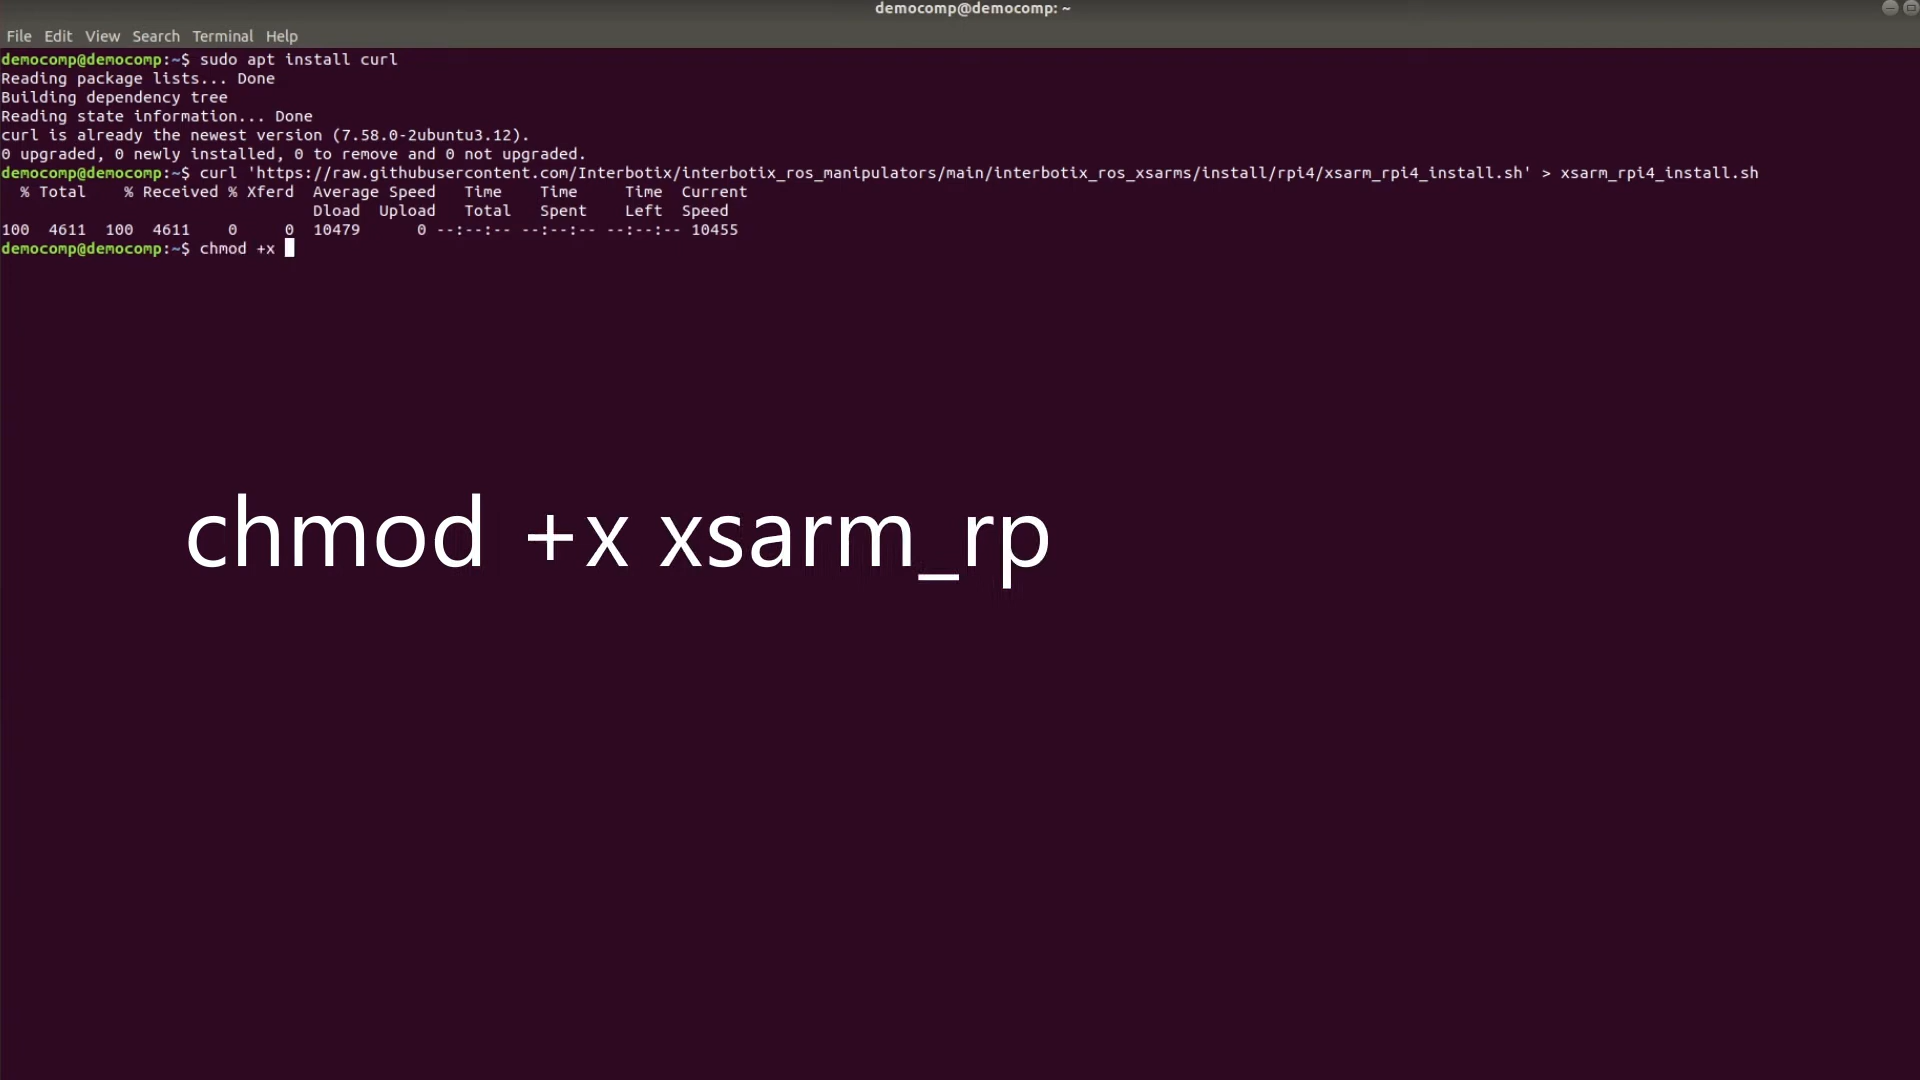 democomp@democomp: ~
File Edit View Search Terminal Help
democomp@democomp:~$ sudo apt install curl
Reading package lists... Done
Building dependency tree
Reading state information... Done
curl is already the newest version (7.58.0-2ubuntu3.12).
0 upgraded, 0 newly installed, 0 to remove and 0 not upgraded.
democomp@democomp:~$ curl 'https://raw.githubusercontent.com/Interbotix/interbotix_ros_manipulators/main/interbotix_ros_xsarms/install/rpi4/xsarm_rpi4_install.sh' > xsarm_rpi4_install.sh
  % Total    % Received % Xferd  Average Speed   Time    Time     Time  Current
                                 Dload  Upload   Total   Spent    Left  Speed
100  4611  100  4611    0     0  10479      0 --:--:-- --:--:-- --:--:-- 10455
democomp@democomp:~$ chmod +x
chmod +x xsarm_rp